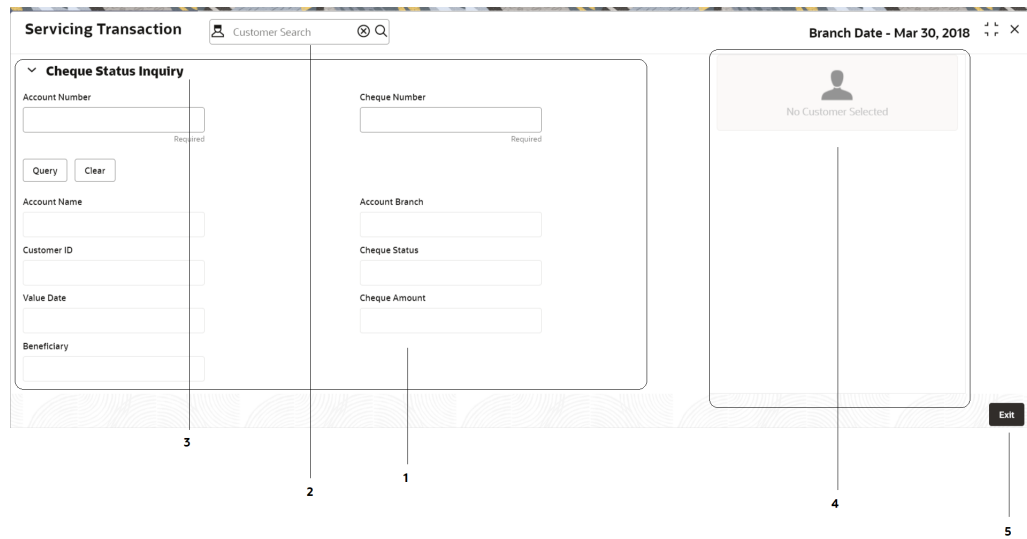 Servicing Transaction
Customer Search
Branch Date - Mar 30, 2018
Cheque Status Inquiry
Account Number
Cheque Number
Required
Required
Query
Clear
No Customer Selected
Account Name
Account Branch
Customer ID
Cheque Status
Value Date
Cheque Amount
Beneficiary
Exit
3
1
2
4
5